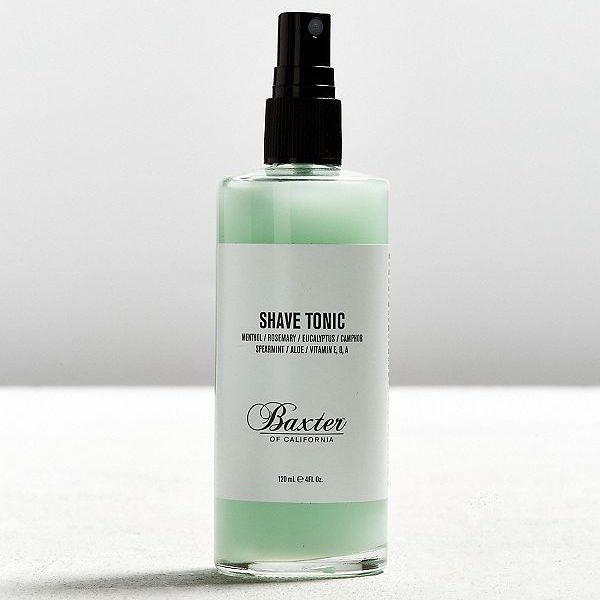 SHAVE TONIC
MENTHOL / ROSEMARY / EUCALYPTUS / CAMPHOR
SPEARMINT / ALOE / VITAMIN E, D, A
Baxter
OF CALIFORNIA
120 ml. ℮ 4Fl. Oz.